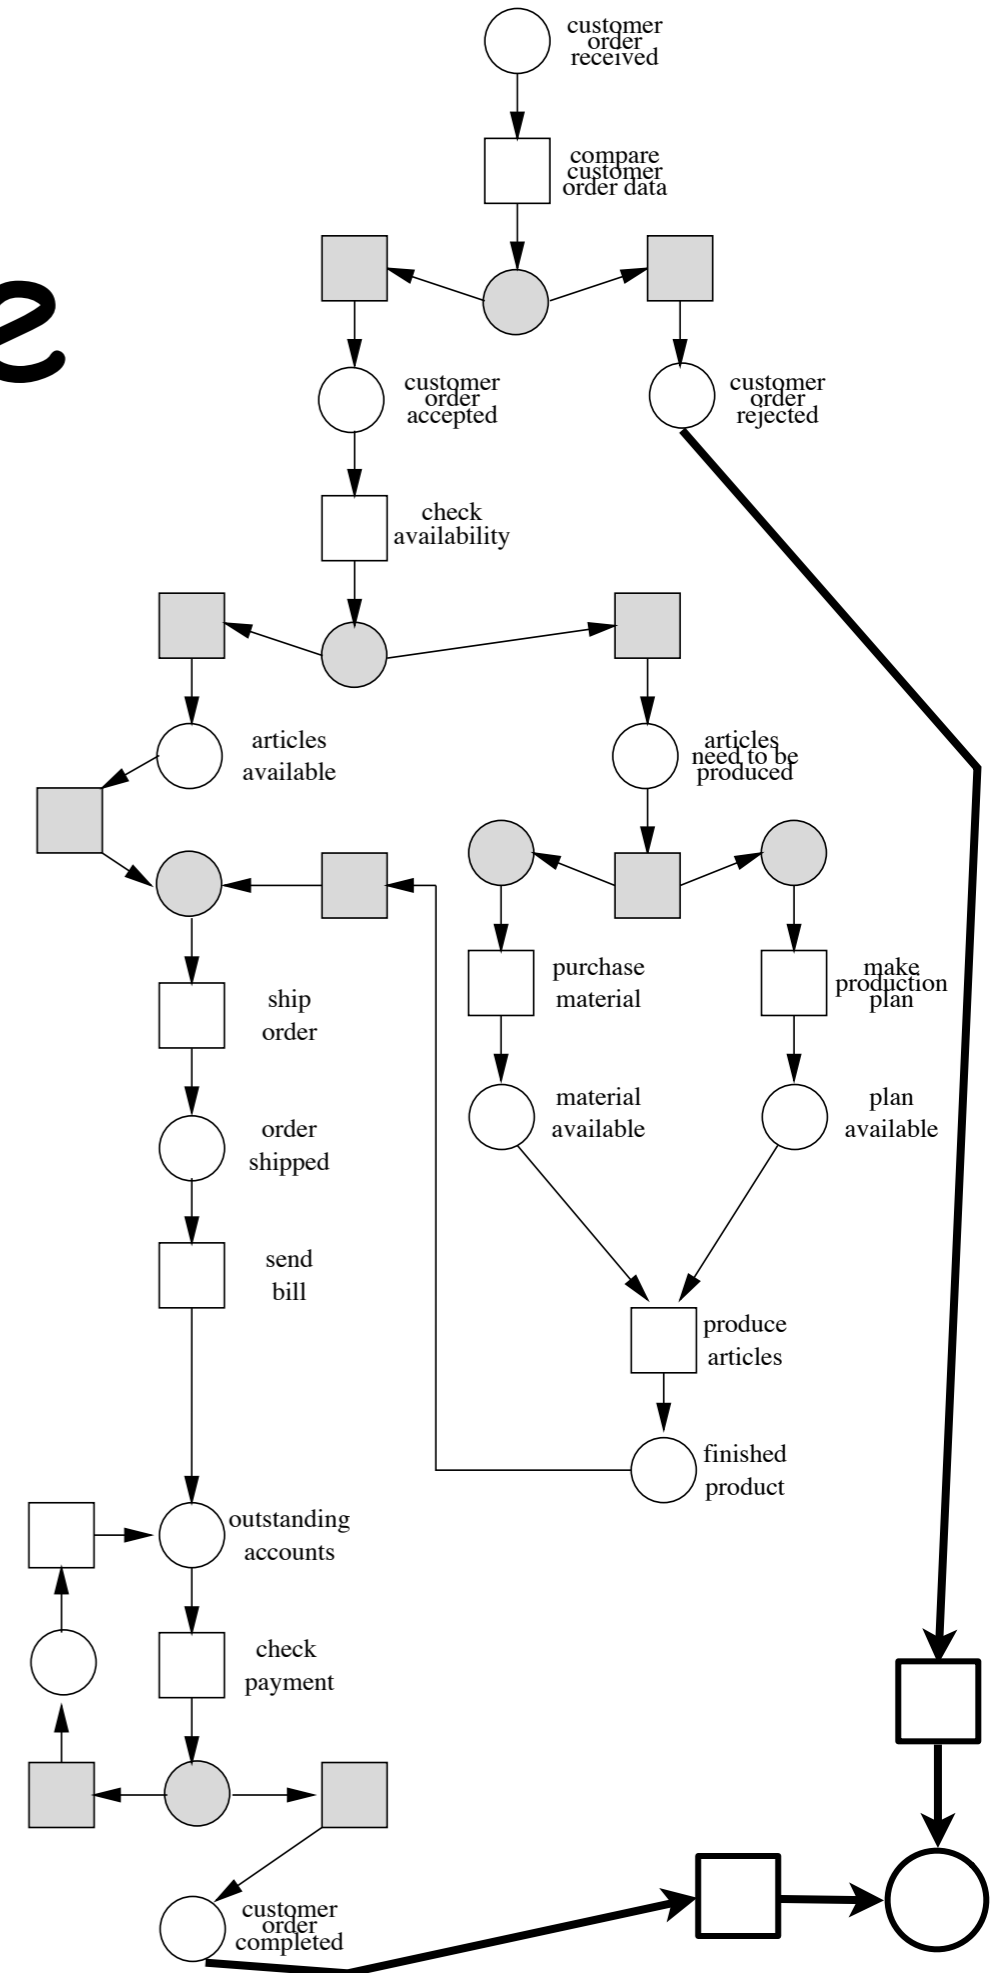 customer
order
received
compare
customer
order data
e
customer
order
accepted
customer
order
rejected
check
availability
articles
available
articles
need to be
produced
ship
order
purchase
material
make
production
plan
order
shipped
material
available
plan
available
send
bill
produce
articles
finished
product
outstanding
accounts
check
payment
customer
order
completed